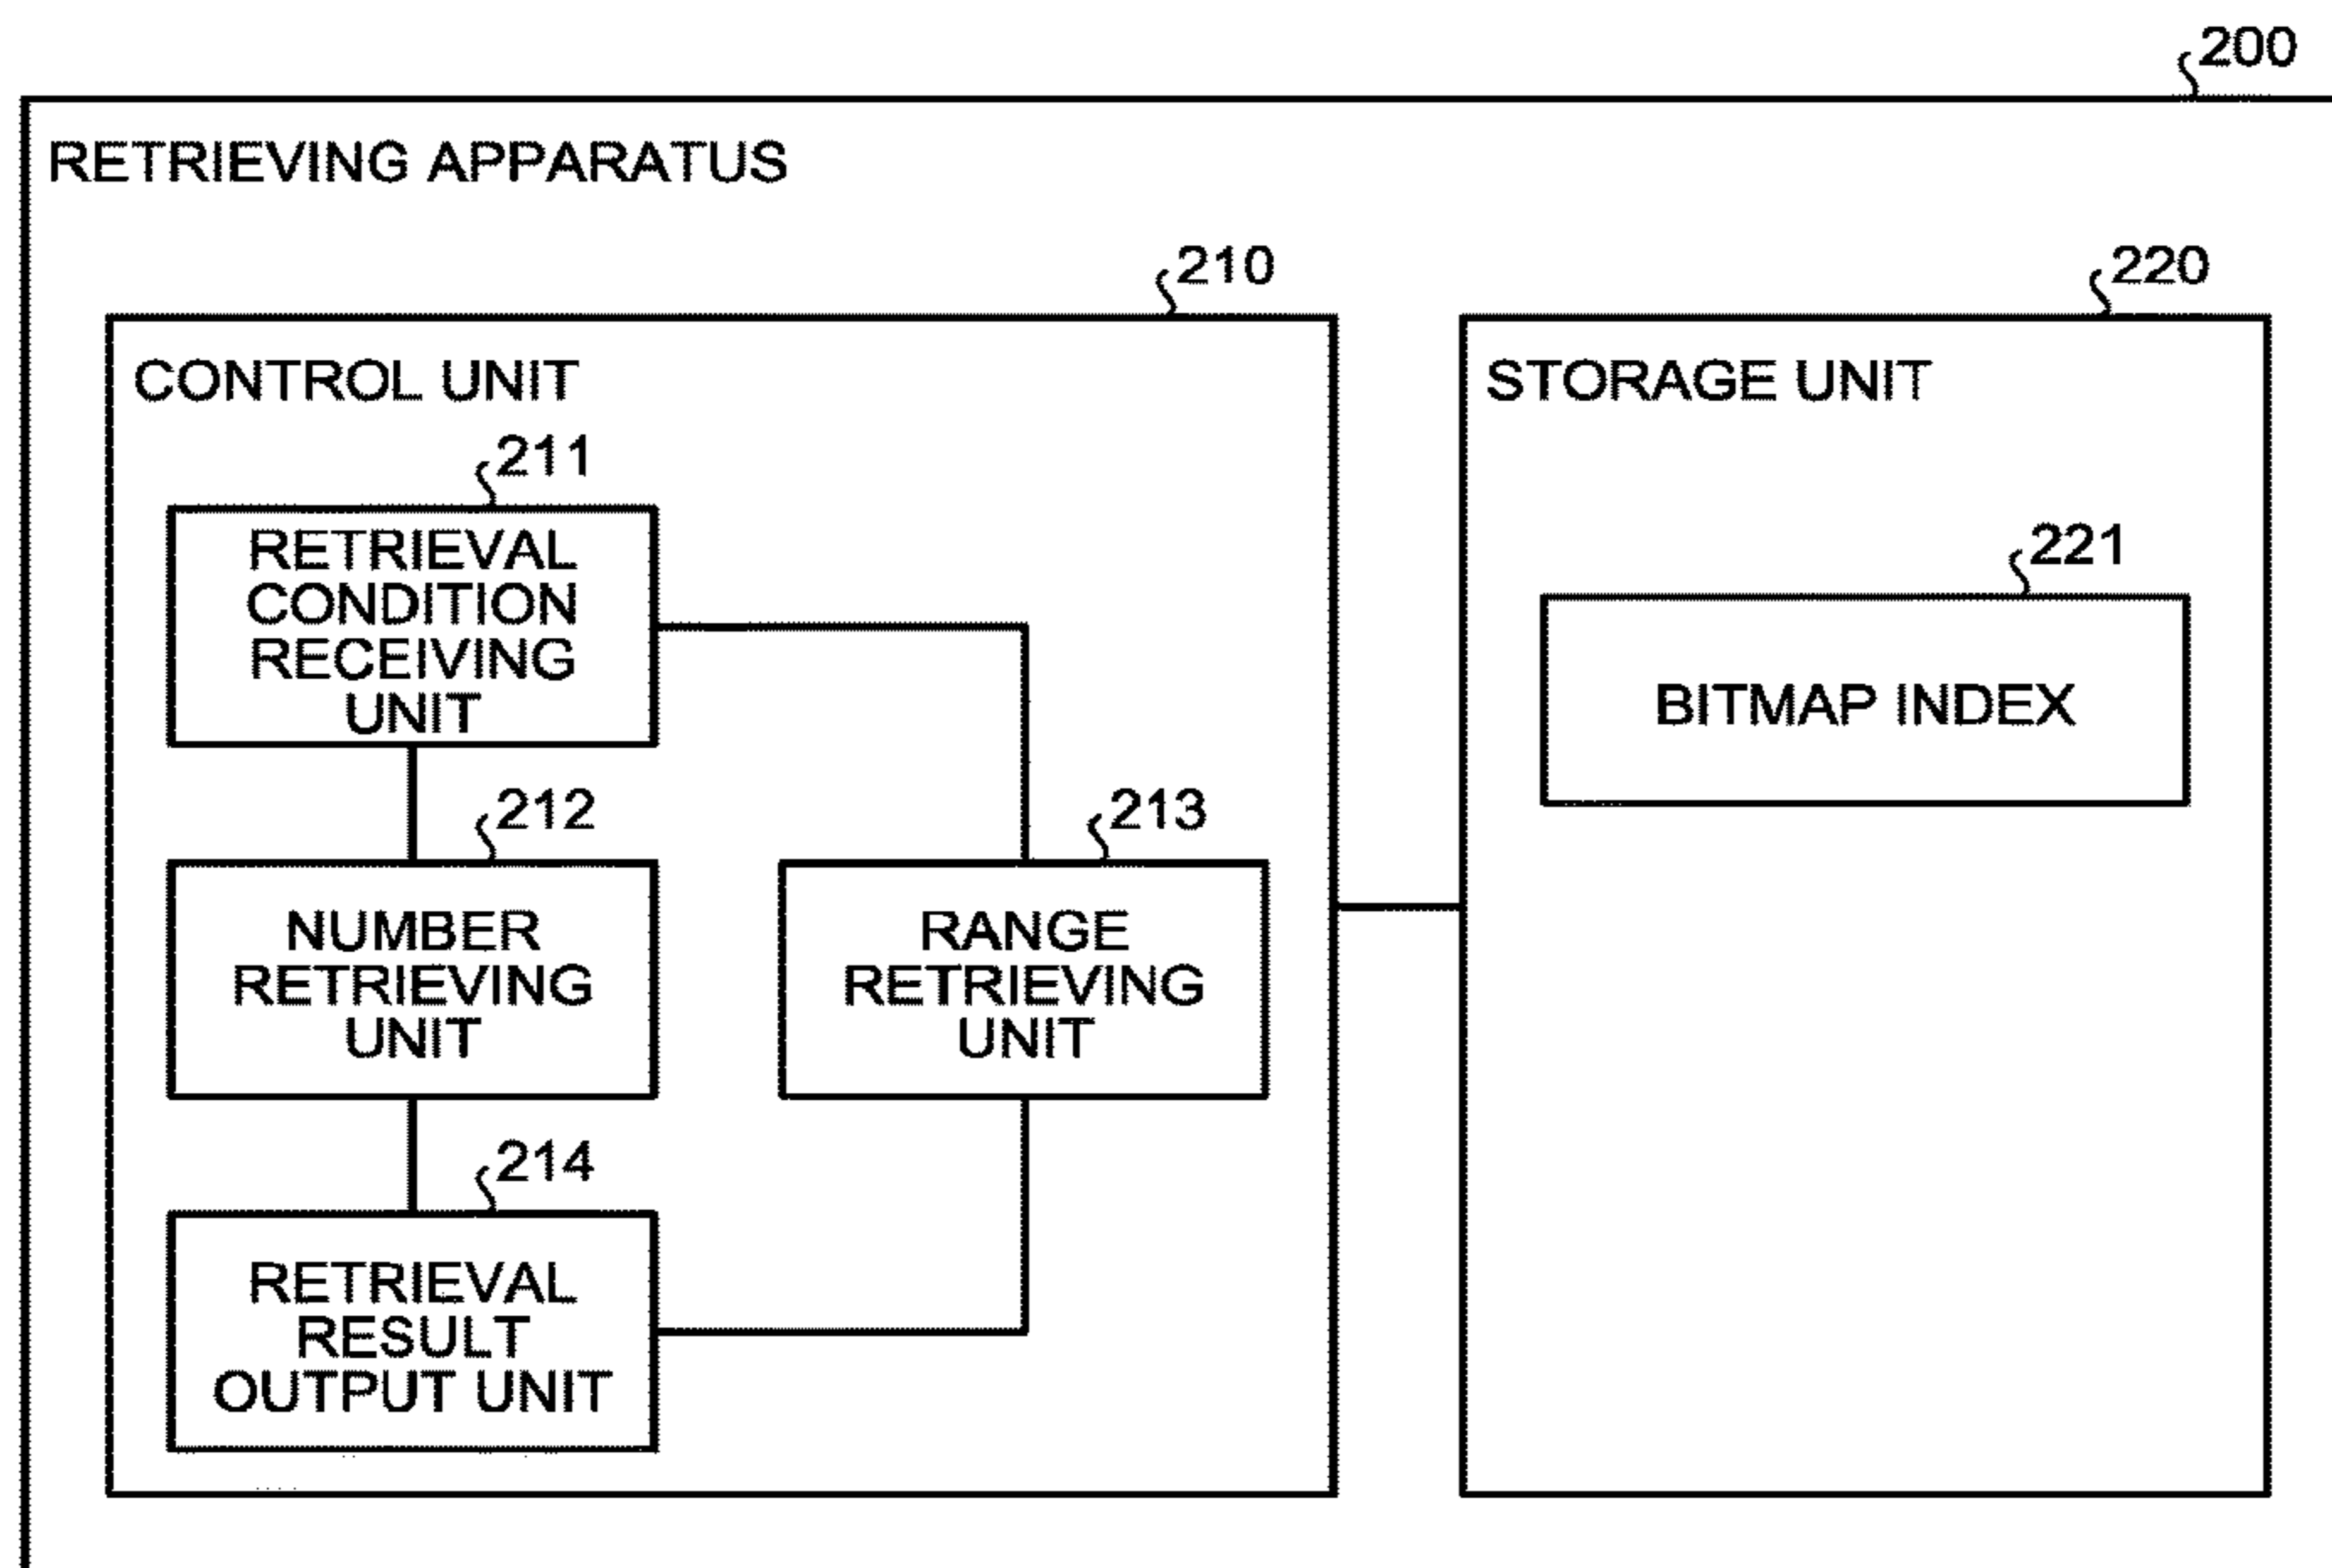 200
RETRIEVING APPARATUS
210
220
CONTROL UNIT
STORAGE UNIT
211
RETRIEVAL
CONDITION
RECEIVING
UNIT
221
BITMAP INDEX
212
213
NUMBER
RETRIEVING
UNIT
RANGE
RETRIEVING
UNIT
214
RETRIEVAL
RESULT
OUTPUT UNIT